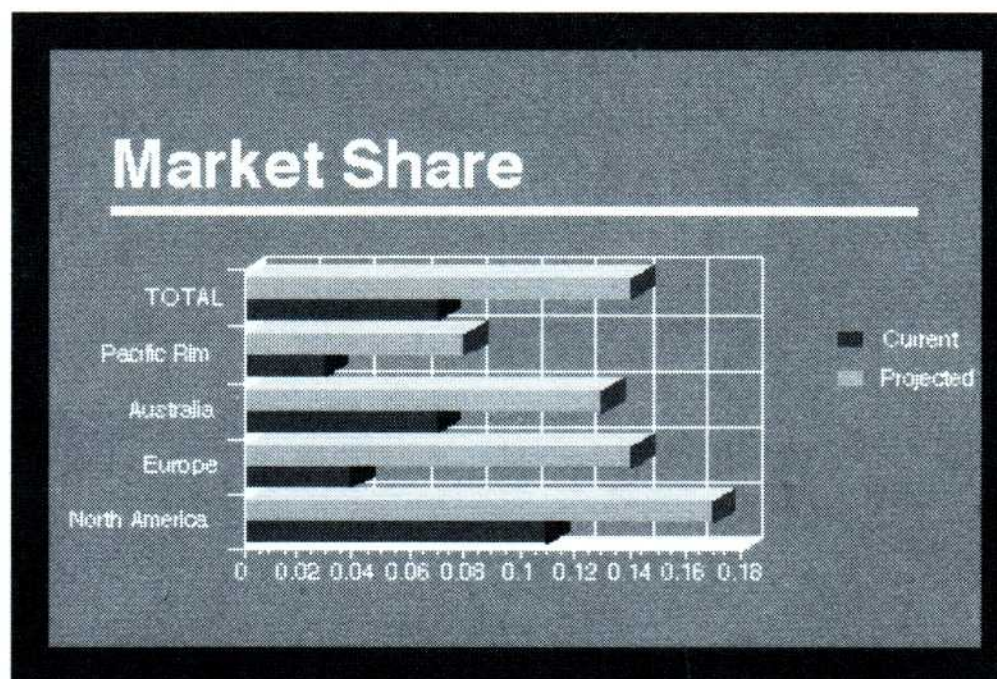 Market Share
TOTAL
Pacific Rim
Australia
Europe
North America
0 0.02 0.04 0.06 0.08 0.1 0.12 0.14 0.16 0.18
Current
Projected